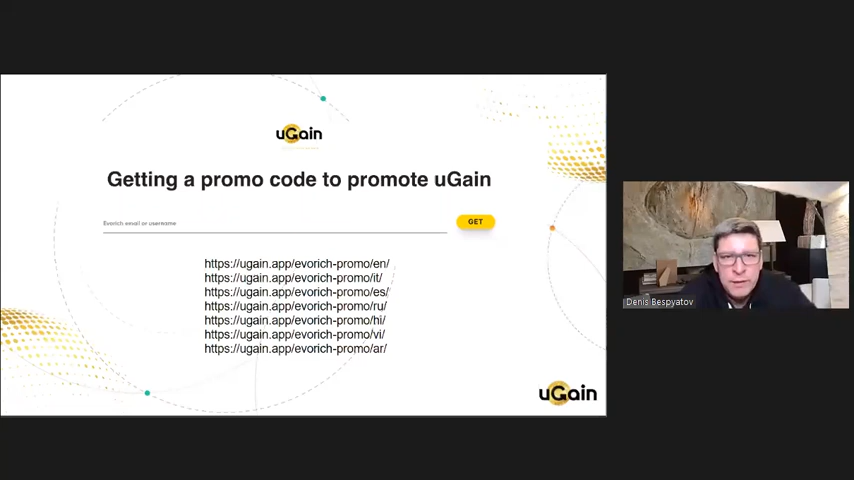 uGain
Getting a promo code to promote uGain
Evorich email or username
GET
https://ugain.app/evorich-promo/en/
https://ugain.app/evorich-promo/it/
https://ugain.app/evorich-promo/es/
https://ugain.app/evorich-promo/ru/
https://ugain.app/evorich-promo/hi/
https://ugain.app/evorich-promo/vi/
https://ugain.app/evorich-promo/ar/
uGain
Denis Bespyatov